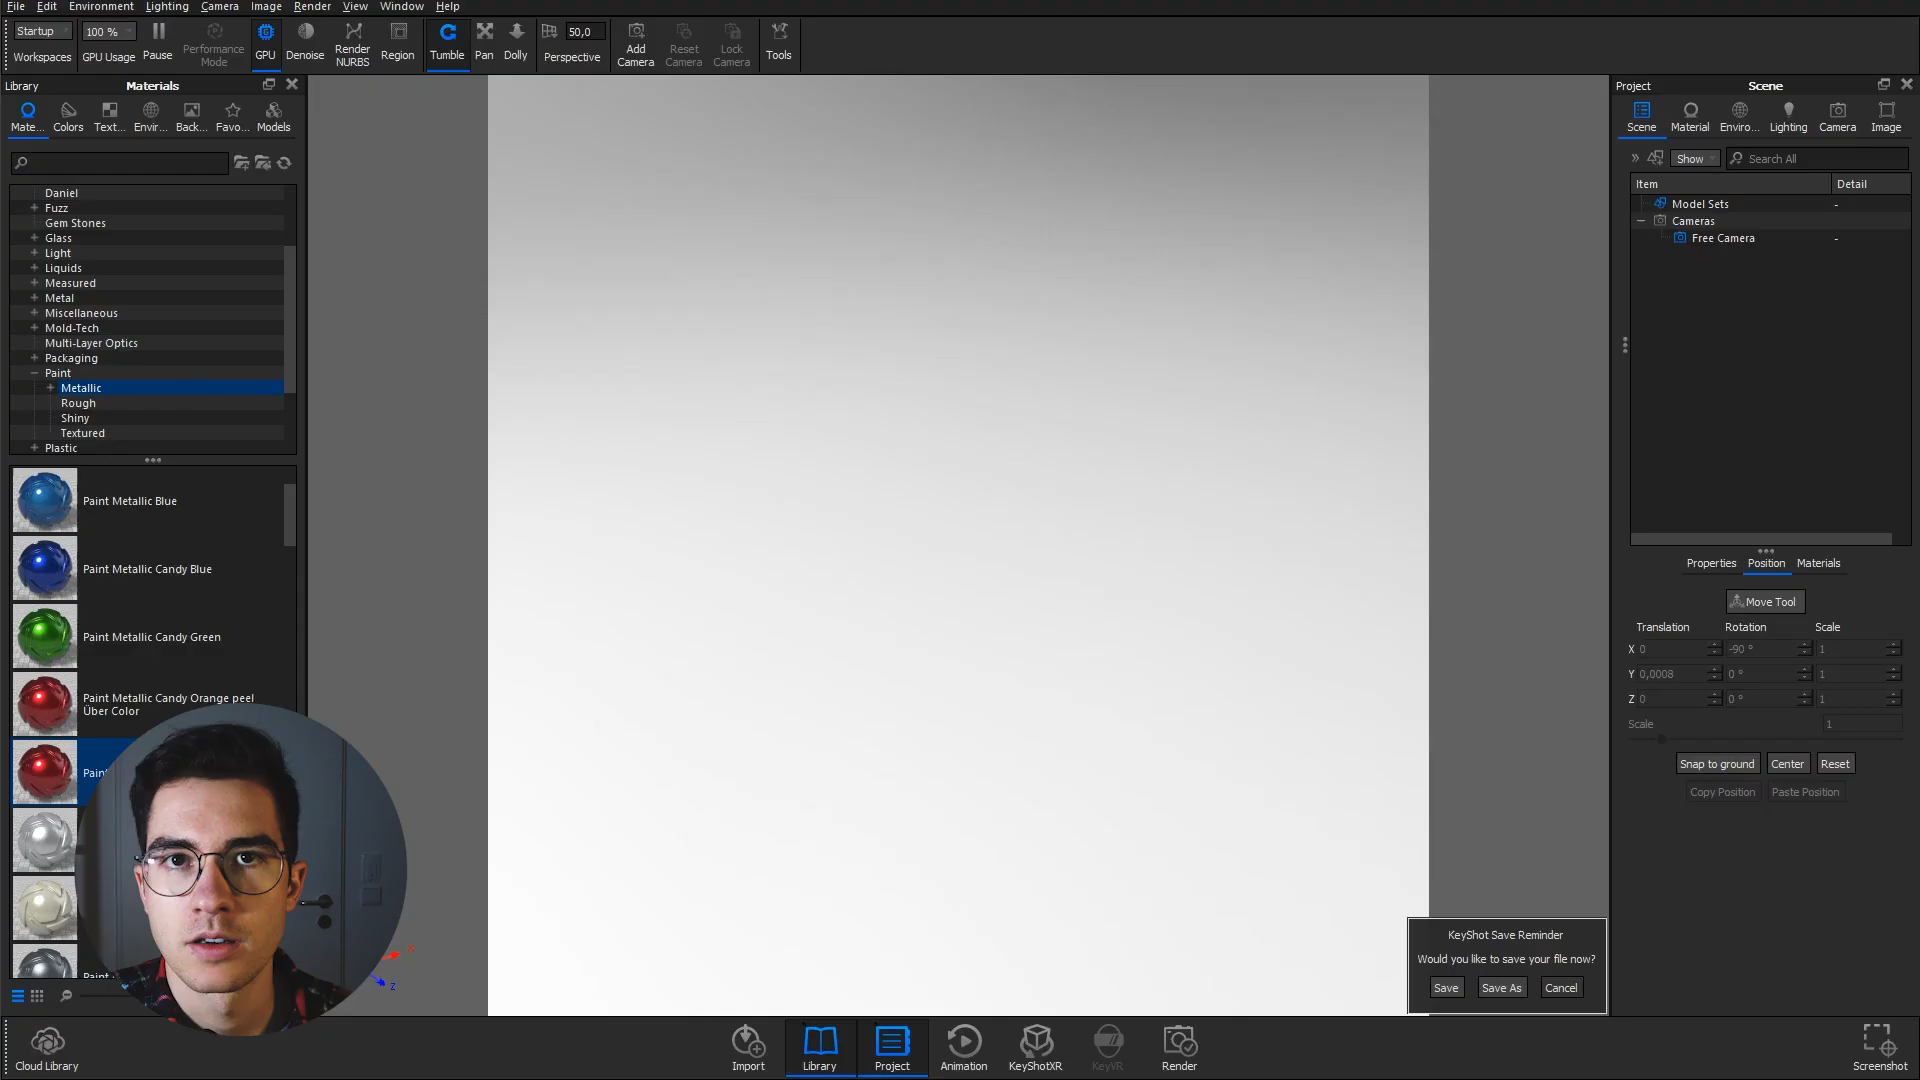 File Edit Environment Lighting Camera Image Render View Window Help
Startup
100 %
50,0
Workspaces
GPU Usage
Pause
Performance
Mode
GPU
Denoise
Render
NURBS
Region
Tumble
Pan
Dolly
Perspective
Add
Camera
Reset
Camera
Lock
Camera
Tools
Library
Materials
Mate... Colors Text... Envir... Back... Favo... Models
Daniel
Fuzz
Gem Stones
Glass
Light
Liquids
Measured
Metal
Miscellaneous
Mold-Tech
Multi-Layer Optics
Packaging
Paint
Metallic
Rough
Shiny
Textured
Plastic
Paint Metallic Blue
Paint Metallic Candy Blue
Paint Metallic Candy Green
Paint Metallic Candy Orange peel
Über Color
Project
Scene
Scene Material Enviro... Lighting Camera Image
Show
Search All
Item Detail
Model Sets -
Cameras
Free Camera -
Properties Position Materials
Move Tool
Translation Rotation Scale
X 0 -90 ° 1
Y 0,0008 0 ° 1
Z 0 0 ° 1
Scale 1
Snap to ground Center Reset
Copy Position Paste Position
KeyShot Save Reminder
Would you like to save your file now?
Save Save As Cancel
Z
Cloud Library
Import
Library
Project
Animation
KeyShotXR
KeyVR
Render
Screenshot